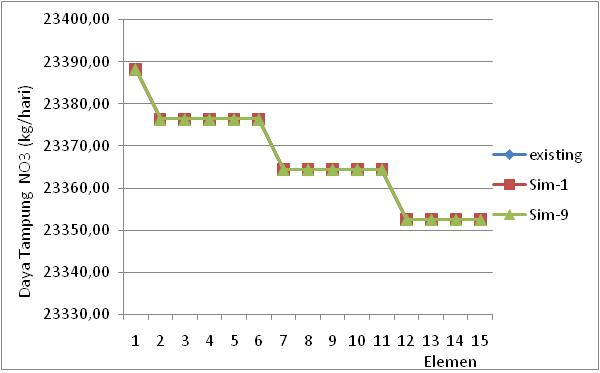 23400,00
23390,00
23380,00
23370,00
23360,00
23350,00
23340,00
23330,00
Daya Tampung NO3 (kg/hari)
1 2 3 4 5 6 7 8 9 10 11 12 13 14 15
Elemen
existing
Sim-1
Sim-9